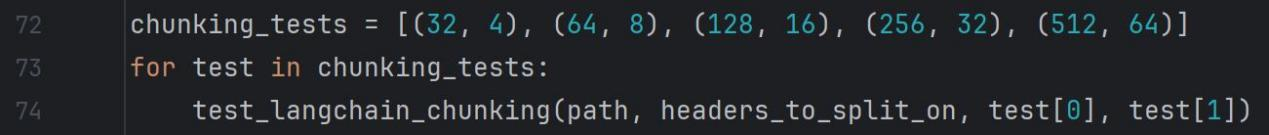 72 chunking_tests = [(32, 4), (64, 8), (128, 16), (256, 32), (512, 64)]
73 for test in chunking_tests:
74     test_langchain_chunking(path, headers_to_split_on, test[0], test[1])